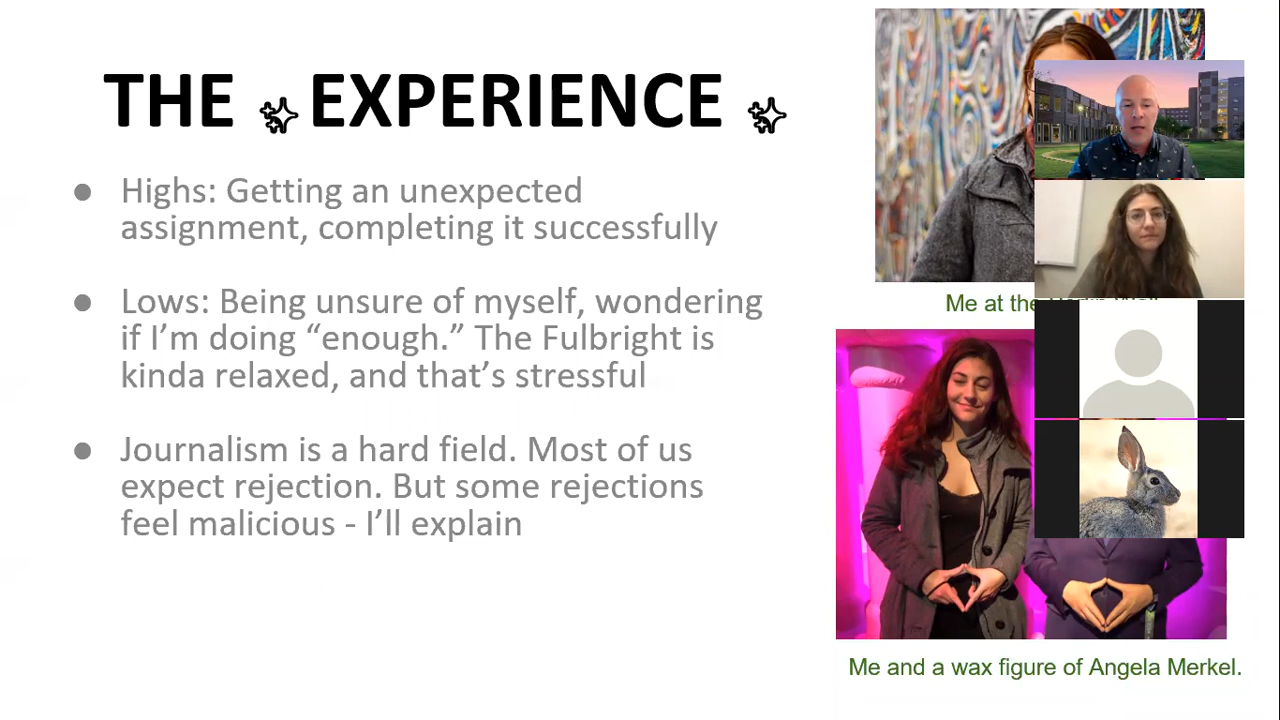 THE EXPERIENCE
Highs: Getting an unexpected
assignment, completing it successfully
Lows: Being unsure of myself, wondering
if I’m doing “enough.” The Fulbright is
kinda relaxed, and that’s stressful
Journalism is a hard field. Most of us
expect rejection. But some rejections
feel malicious - I’ll explain
Me at the
Me and a wax figure of Angela Merkel.